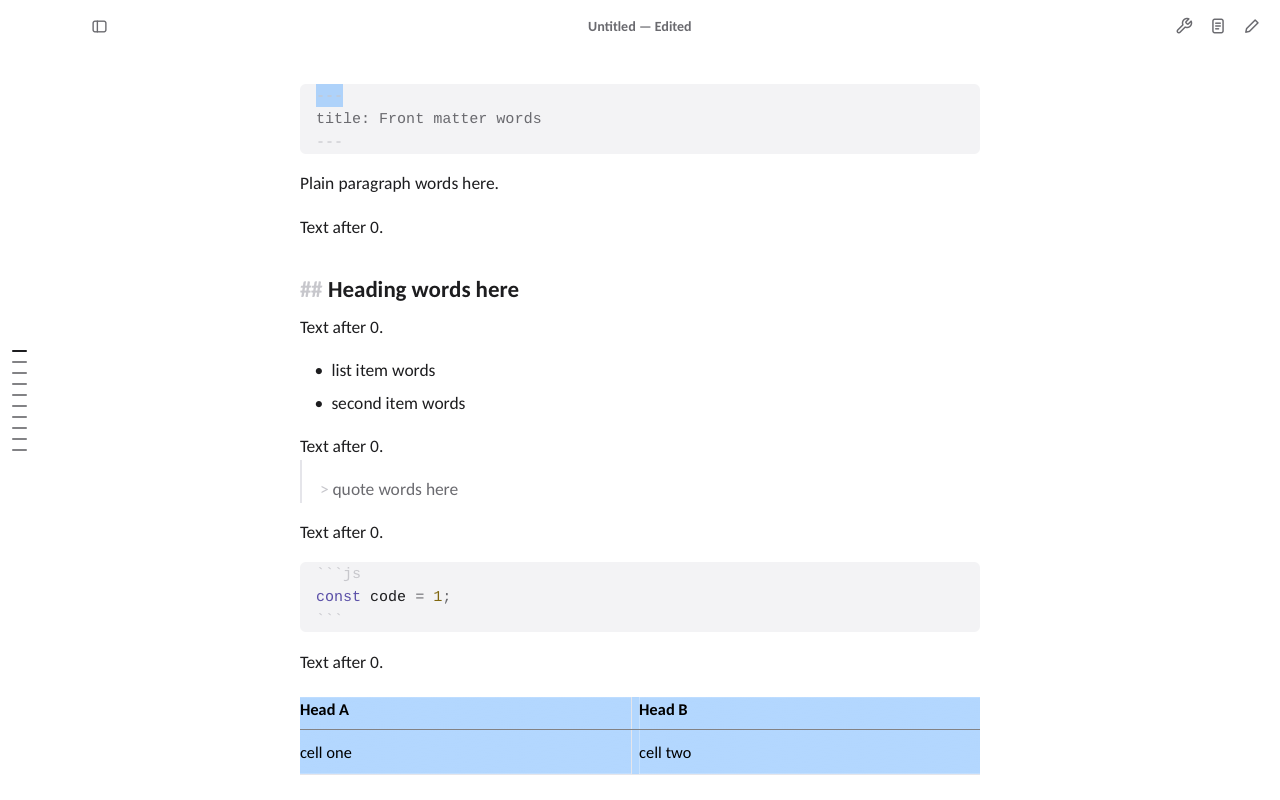 Untitled — Edited
title: Front matter words
---
Plain paragraph words here.
Text after 0.
## Heading words here
Text after 0.
• list item words
• second item words
Text after 0.
> quote words here
Text after 0.
```js
const code = 1;
```
Text after 0.
Head A Head B
cell one cell two